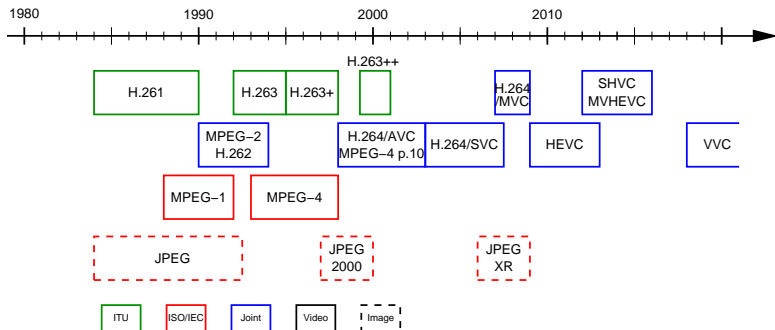 1980 1990 2000 2010
H.263++
H.261 H.263 H.263+ H.264 SHVC
/MVC MVHEVC
MPEG−2 H.264/AVC H.264/SVC HEVC VVC
H.262 MPEG−4 p.10
MPEG−1 MPEG−4
JPEG JPEG JPEG
2000 XR
ITU ISO/IEC Joint Video Image